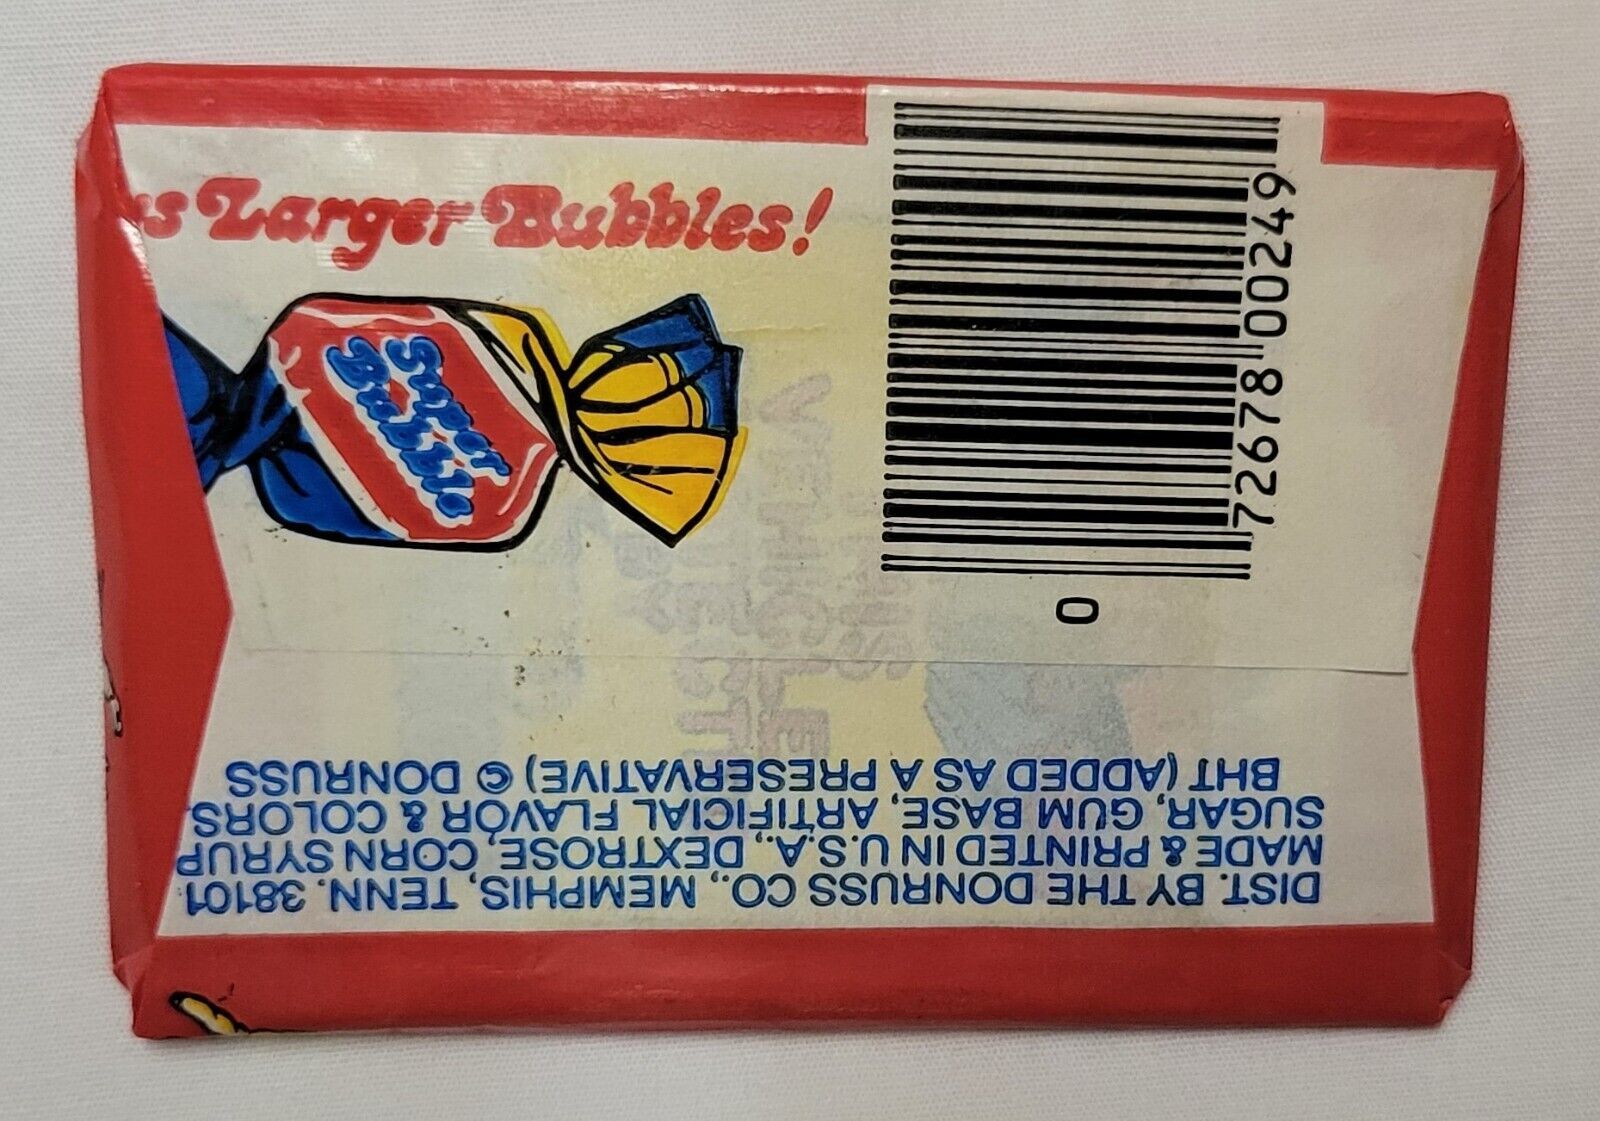 s Larger Bubbles!
Super
Bubble
72678 00249
0
DIST. BY THE DONRUSS CO., MEMPHIS, TENN. 38101
MADE & PRINTED IN U.S.A., DEXTROSE, CORN SYRUP
SUGAR, GUM BASE, ARTIFICIAL FLAVOR & COLORS
BHT (ADDED AS A PRESERVATIVE) © DONRUSS